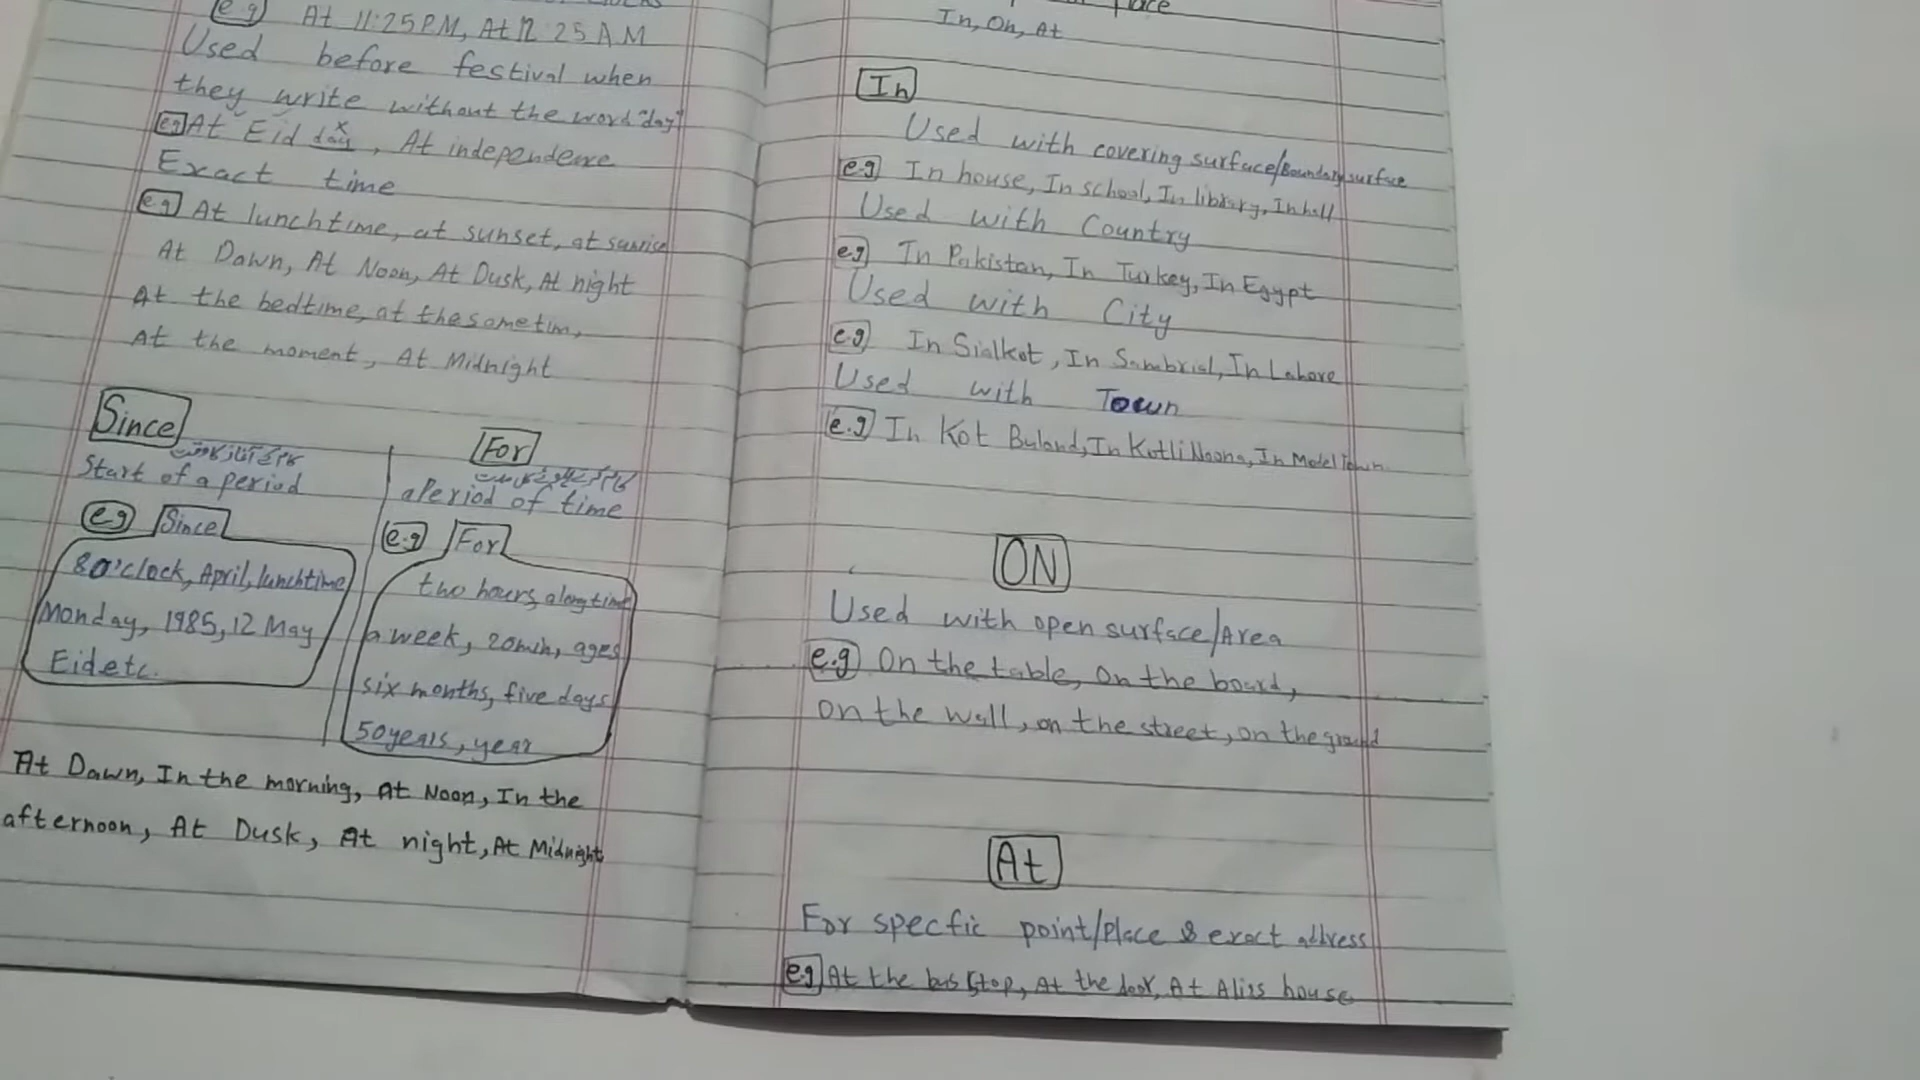 e g At 11:25 P.M, At 12 25 A M
Used before festival when
they write without the word "day"
eg At Eid day x, At independence
Exact time
e g At lunchtime, at sunset, at sunrise
At Dawn, At Noon, At Dusk, At night
At the bedtime, at the sametim,
At the moment, At Midnight
Since
Start of a period
eg Since
8 o'clock, April, lunchtime
Monday, 1985, 12 May
Eid etc.
For
a Period of time
e.g For
two hours, a long time
a week, 20 min, ages
six months, five days
50 years, year
At Dawn, In the morning, At Noon, In the
afternoon, At Dusk, At night, At Midnight
Place
In, On, At
In
Used with covering surface/Boundary surface
e.g In house, In school, In library, In hall
Used with Country
e.g In Pakistan, In Turkey, In Egypt
Used with City
e.g In Sialkot, In Sambrial, In Lahore
Used with Town
e.g In Kot Buland, In Kotli Noona, In Model Town
ON
Used with open surface/Area
e.g On the table, on the board,
on the wall, on the street, on the ground
At
For specfic point/Place & exact address
e.g At the bus stop, At the door, At Alis house